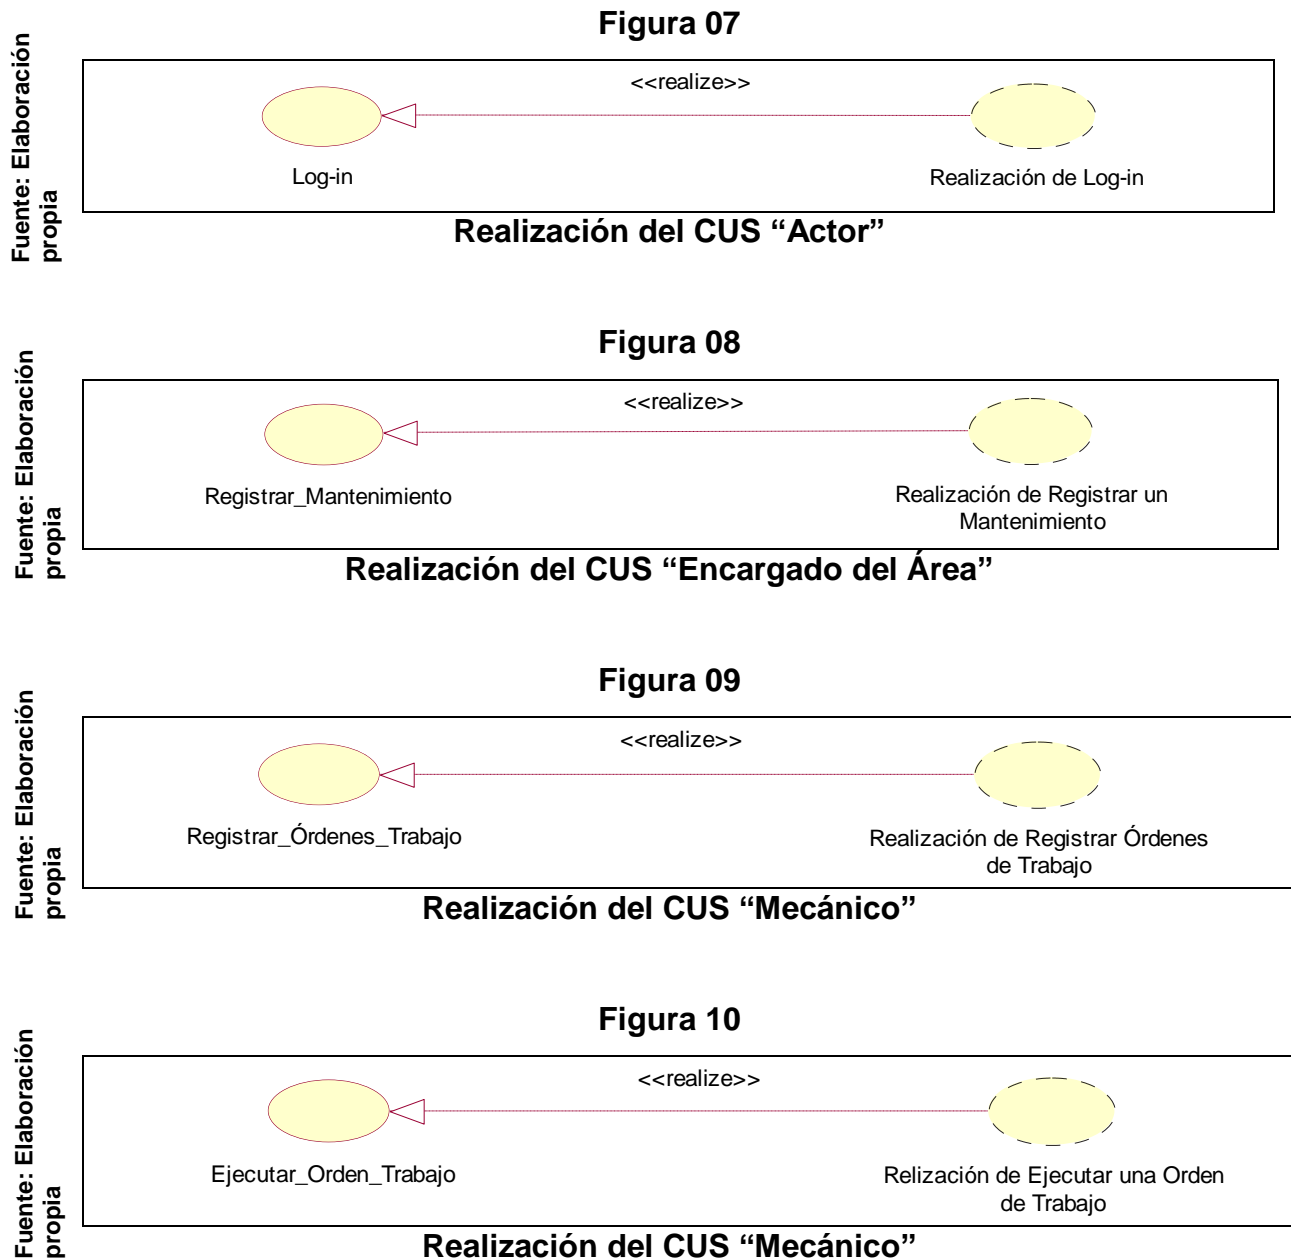 Figura 07
Fuente: Elaboración
propia
<<realize>>
Log-in
Realización de Log-in
Realización del CUS “Actor”
Figura 08
Fuente: Elaboración
propia
<<realize>>
Registrar_Mantenimiento
Realización de Registrar un
Mantenimiento
Realización del CUS “Encargado del Área”
Figura 09
Fuente: Elaboración
propia
<<realize>>
Registrar_Órdenes_Trabajo
Realización de Registrar Órdenes
de Trabajo
Realización del CUS “Mecánico”
Figura 10
Fuente: Elaboración
propia
<<realize>>
Ejecutar_Orden_Trabajo
Relización de Ejecutar una Orden
de Trabajo
Realización del CUS “Mecánico”